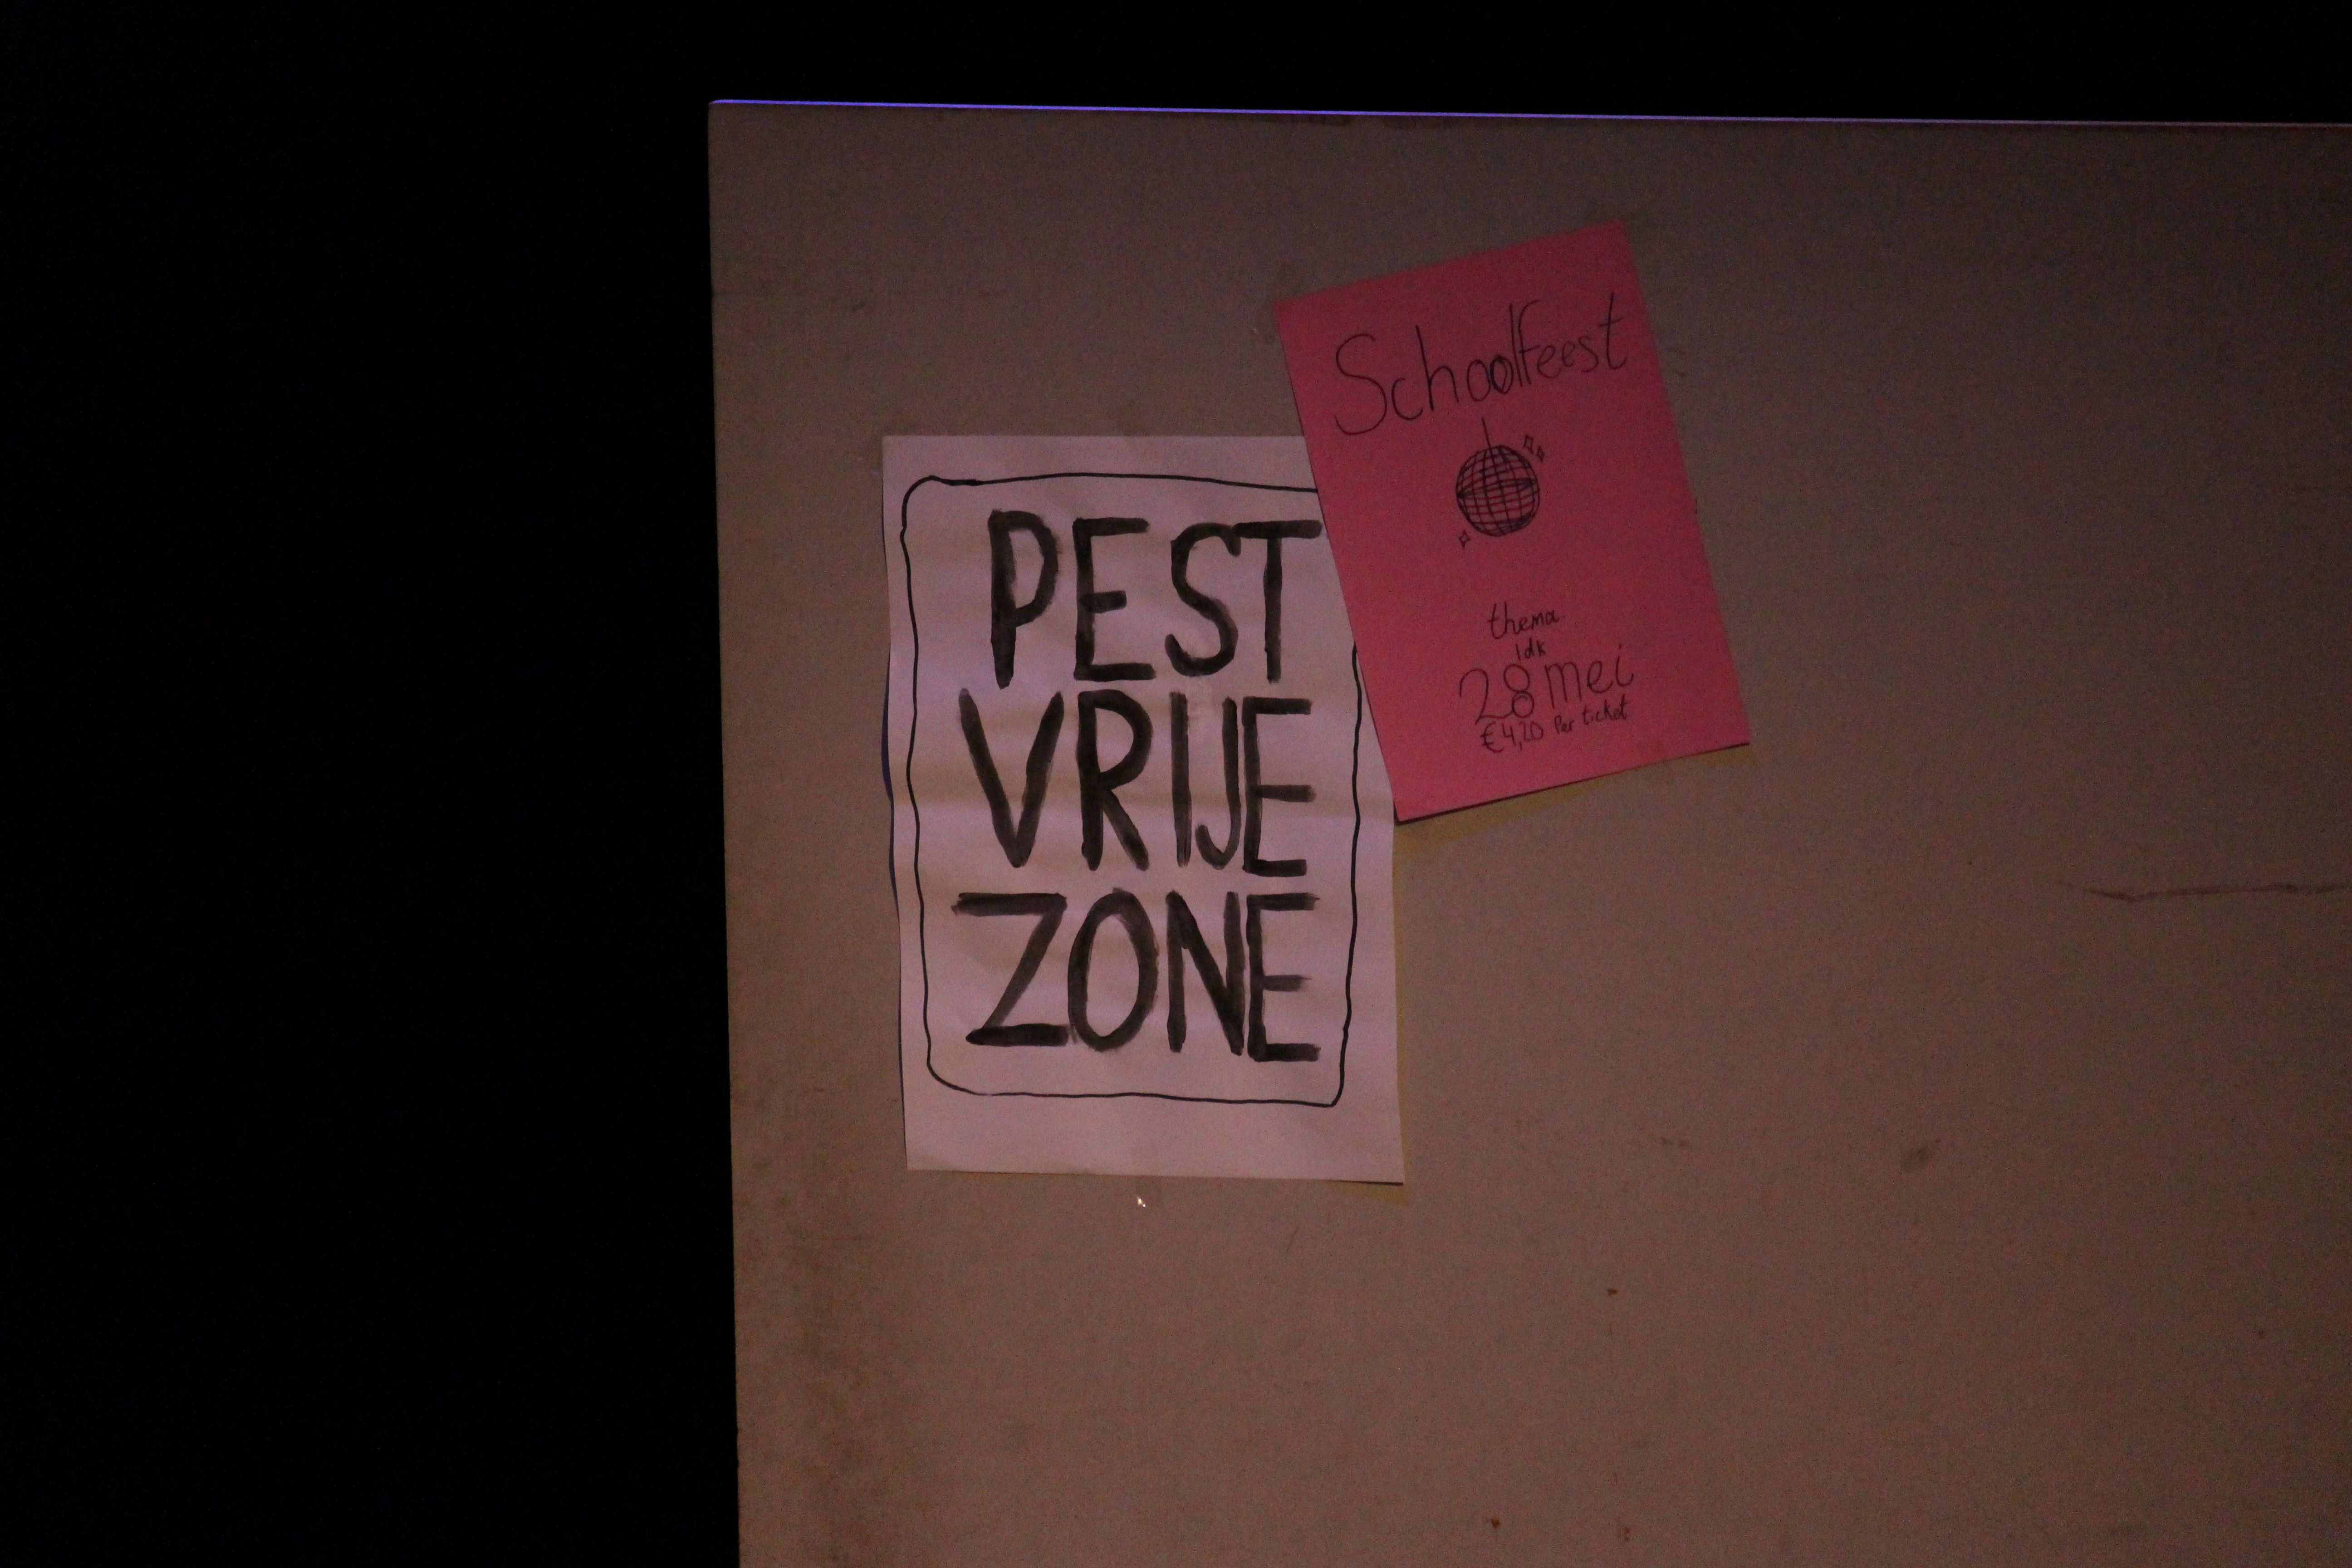 PEST
VRIJE
ZONE
Schoolfeest
thema
idk
28 mei
€4,20 Per ticket